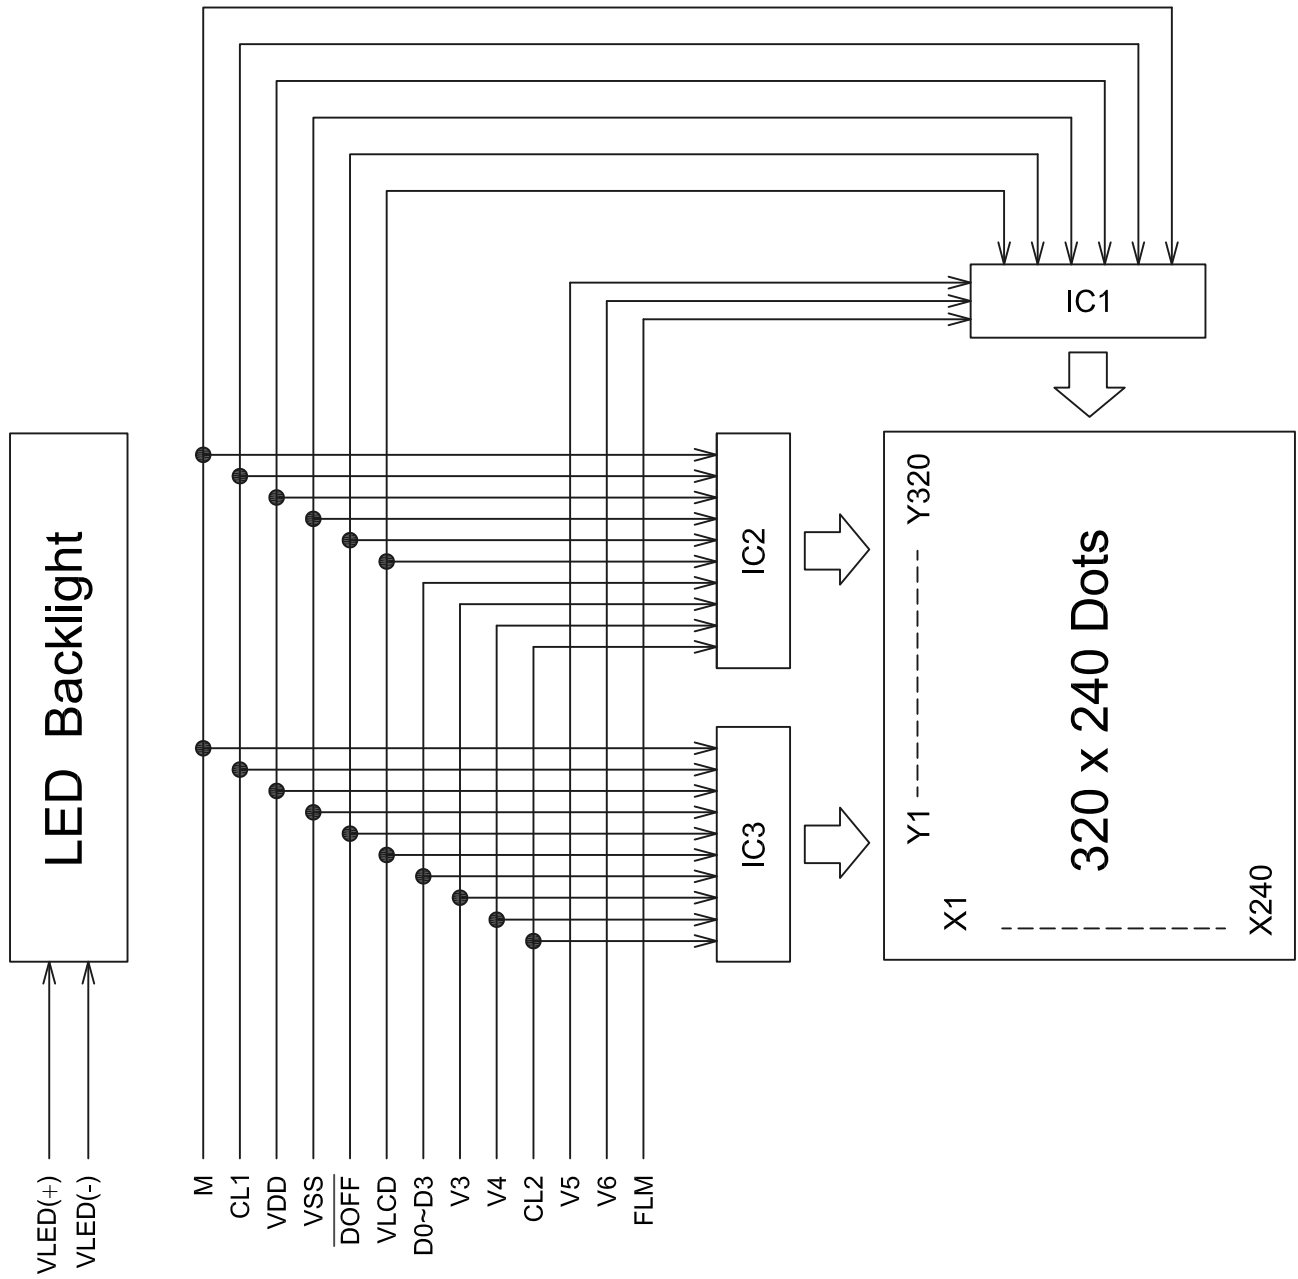 VLED(+)
VLED(-)
M
CL1
VDD
VSS
DOFF
VLCD
D0~D3
V3
V4
CL2
V5
V6
FLM
LED Backlight
IC3
IC2
IC1
Y1
Y320
X1
X240
320 x 240 Dots